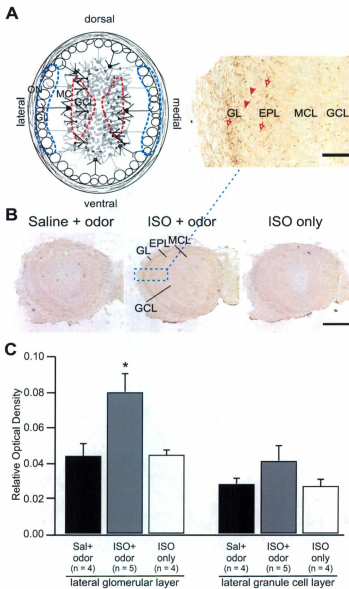 A
dorsal
lateral
ON
MC
GC
medial
ventral
GL EPL MCL GCL
B
Saline + odor ISO + odor ISO only
GL EPL MCL
GCL
C
Relative Optical Density
0.10
0.08
0.06
0.04
0.02
0.00
*
Sal+ odor (n = 4) ISO+ odor (n = 5) ISO only (n = 4) Sal+ odor (n = 4) ISO+ odor (n = 5) ISO only (n = 4)
lateral glomerular layer lateral granule cell layer